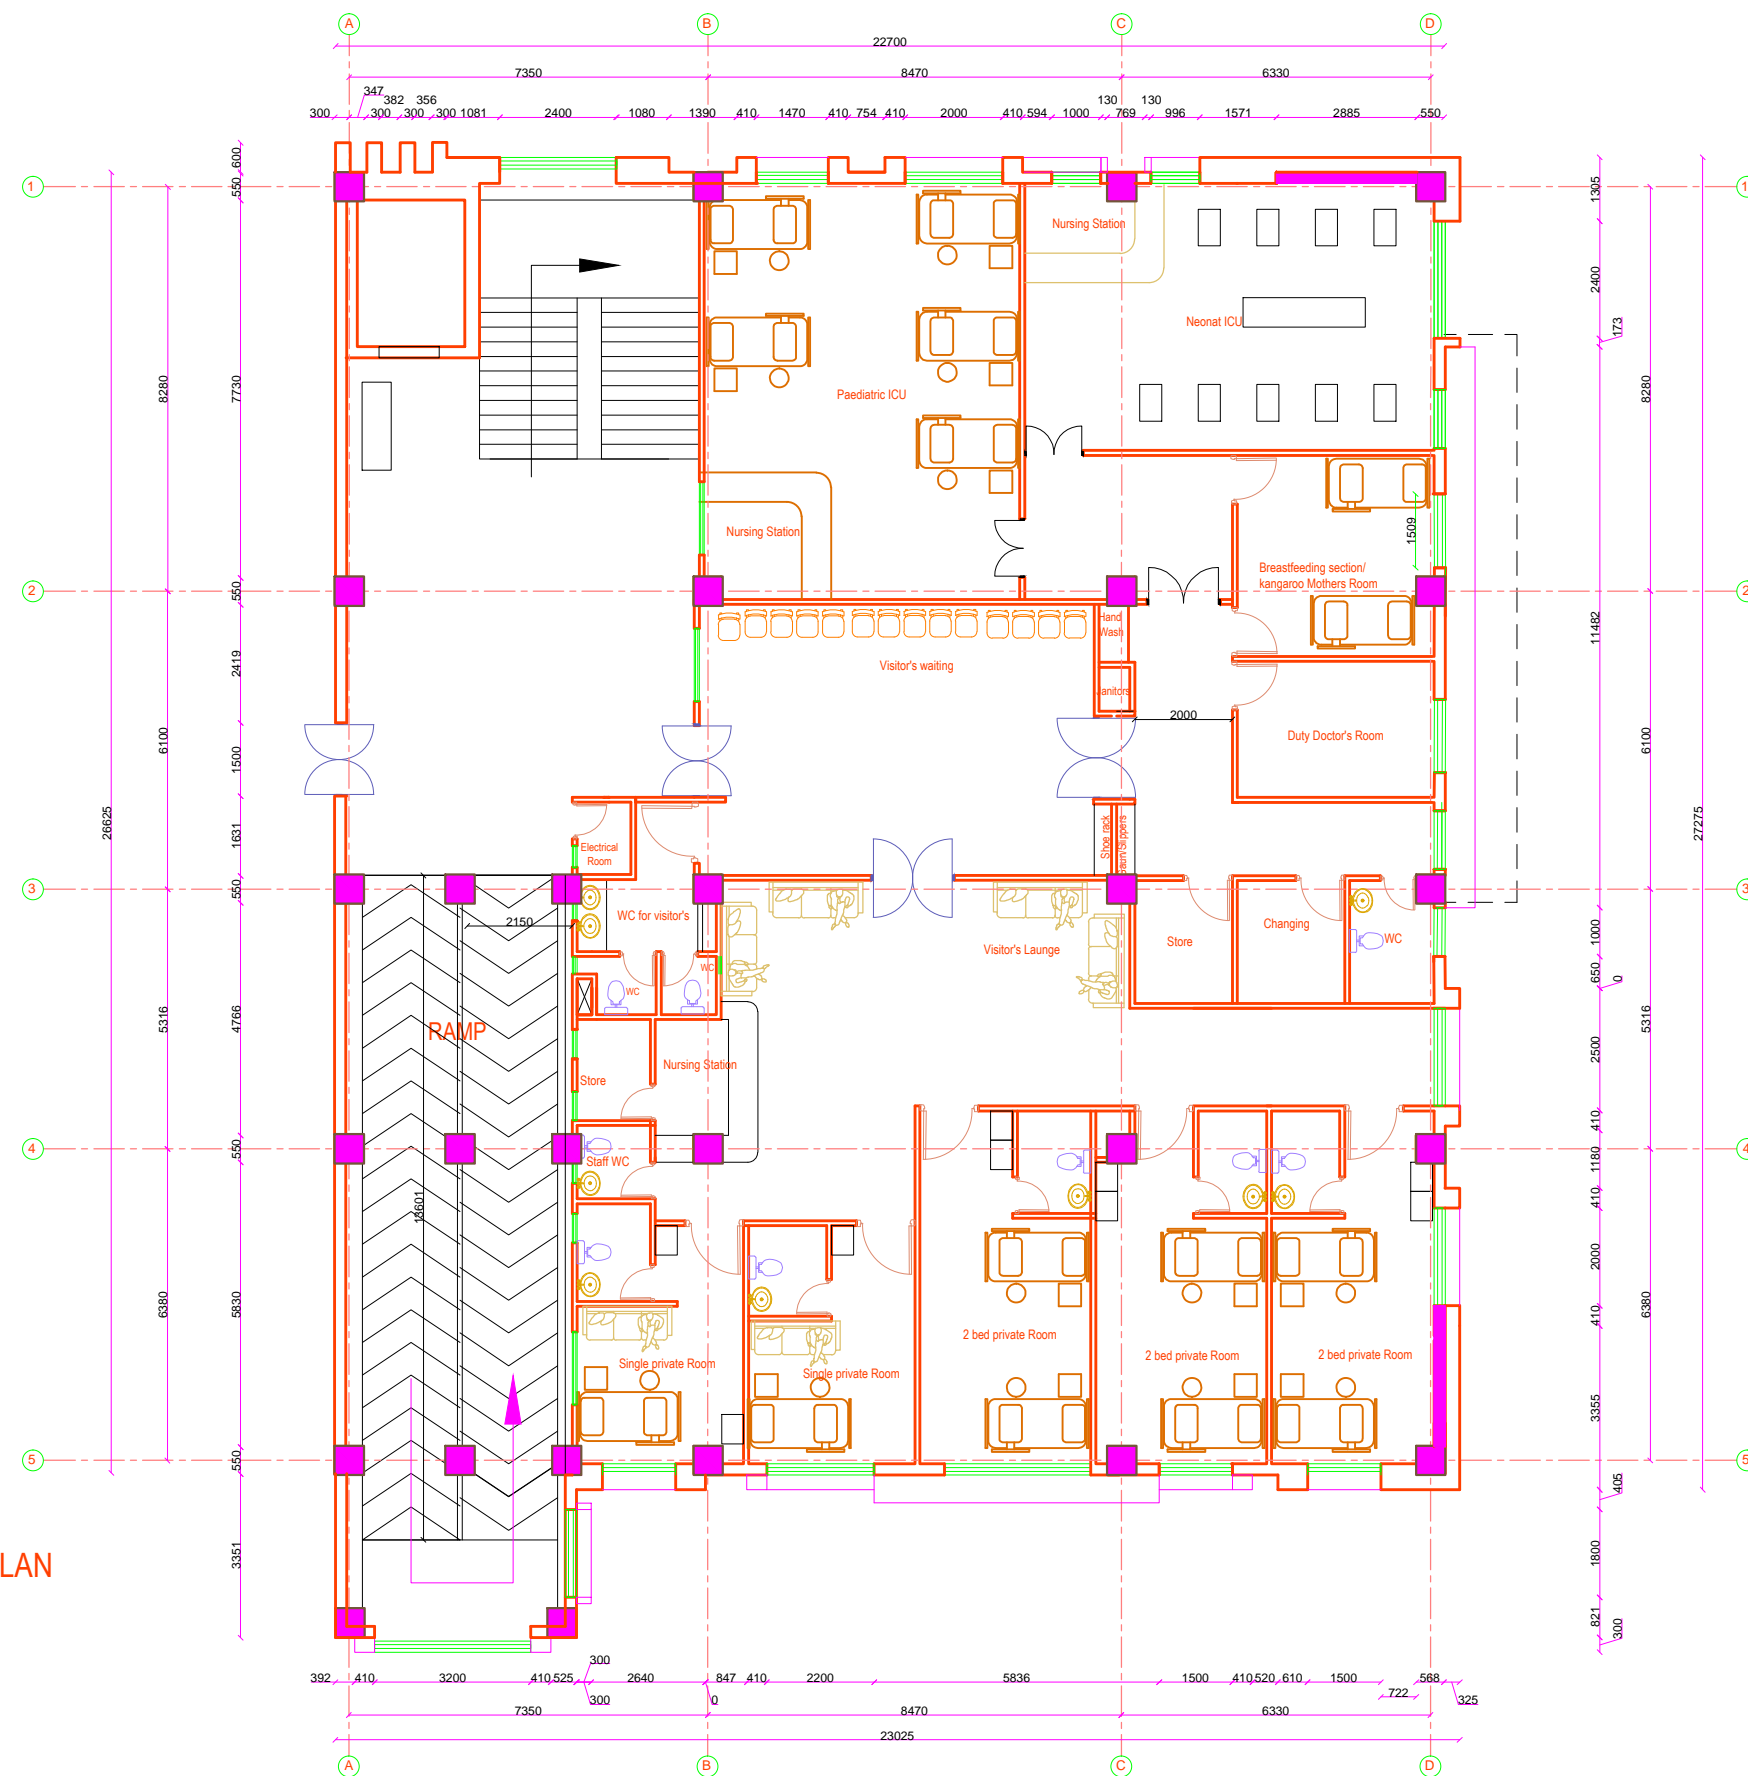 A
B
C
D
22700
7350
8470
6330
347
382
356
130
130
300
300
300
300
1081
2400
1080
1390
410
1470
410
754
410
2000
410
594
1000
769
996
1571
2885
550
600
550
1
1
1305
Nursing Station
2400
173
Neonat ICU
8280
7730
Paediatric ICU
8280
Nursing Station
1509
Breastfeeding section/
kangaroo Mothers Room
2
550
2
Hand
Wash
11482
2419
Visitor's waiting
Janitors
2000
Duty Doctor's Room
6100
1500
6100
26625
27275
1631
Electrical
Room
Shoe rack
Gaun/Slippers
3
550
3
WC for visitor's
2150
Changing
Store
WC
Visitor's Launge
1000
WC
WC
650
0
5316
4766
RAMP
5316
2500
Nursing Station
Store
410
4
550
4
Staff WC
1180
13601
410
2000
6380
5830
410
6380
2 bed private Room
2 bed private Room
2 bed private Room
Single private Room
Single private Room
3355
5
550
5
405
LAN
3351
1800
821
300
300
392
410
3200
410
525
2640
847
410
2200
5836
1500
410
520
610
1500
568
300
0
722
325
7350
8470
6330
23025
A
B
C
D